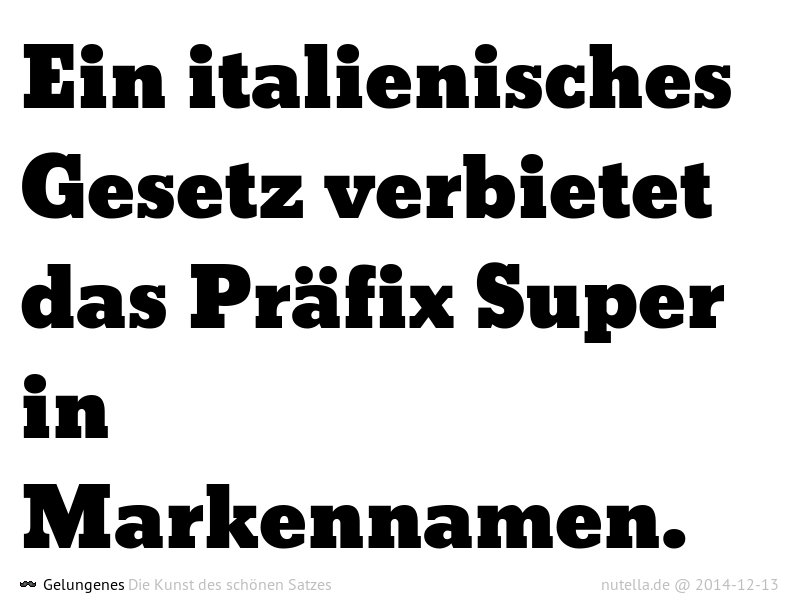 Ein italienisches
Gesetz verbietet
das Präfix Super
in
Markennamen.
Gelungenes Die Kunst des schönen Satzes nutella.de @ 2014-12-13